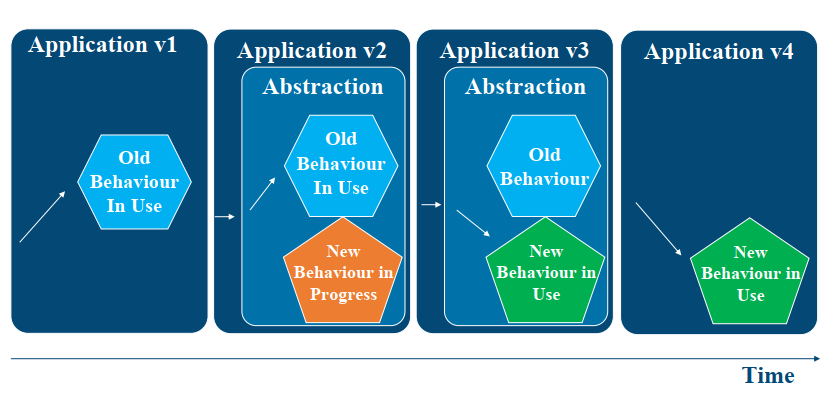 Application v1
Old
Behaviour
In Use
Application v2
Abstraction
Old
Behaviour
In Use
New
Behaviour in
Progress
Application v3
Abstraction
Old
Behaviour
New
Behaviour in
Use
Application v4
New
Behaviour in
Use
Time